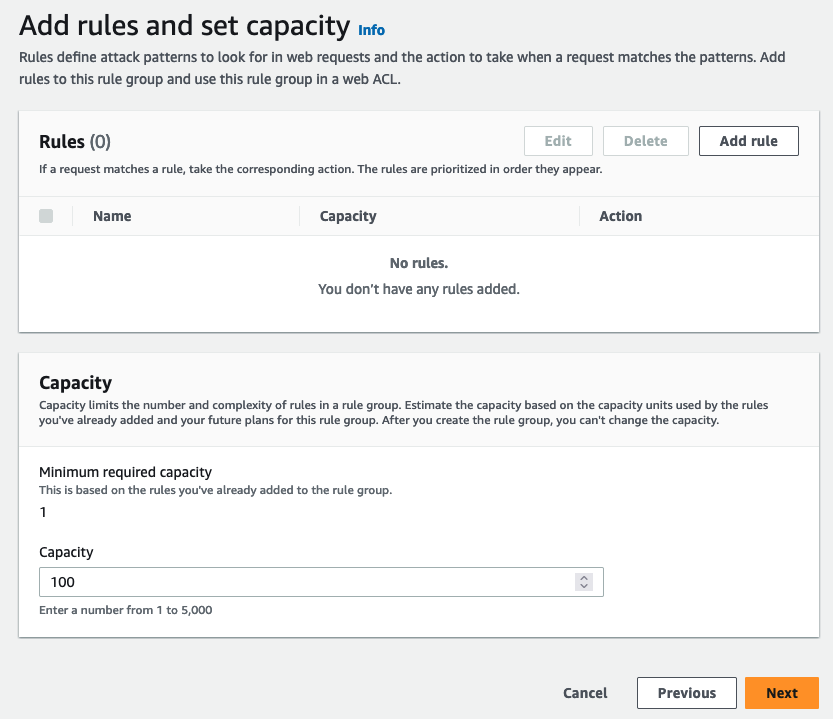 Add rules and set capacity Info
Rules define attack patterns to look for in web requests and the action to take when a request matches the patterns. Add
rules to this rule group and use this rule group in a web ACL.
Rules (0) Edit Delete Add rule
If a request matches a rule, take the corresponding action. The rules are prioritized in order they appear.
Name Capacity Action
No rules.
You don't have any rules added.
Capacity
Capacity limits the number and complexity of rules in a rule group. Estimate the capacity based on the capacity units used by the rules
you've already added and your future plans for this rule group. After you create the rule group, you can't change the capacity.
Minimum required capacity
This is based on the rules you've already added to the rule group.
1
Capacity
100
Enter a number from 1 to 5,000
Cancel Previous Next